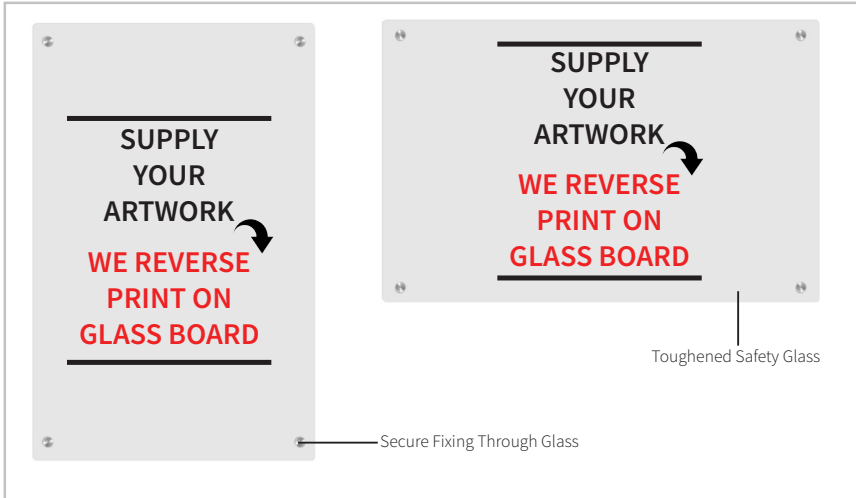 SUPPLY
YOUR
ARTWORK
WE REVERSE
PRINT ON
GLASS BOARD
SUPPLY
YOUR
ARTWORK
WE REVERSE
PRINT ON
GLASS BOARD
Toughened Safety Glass
Secure Fixing Through Glass